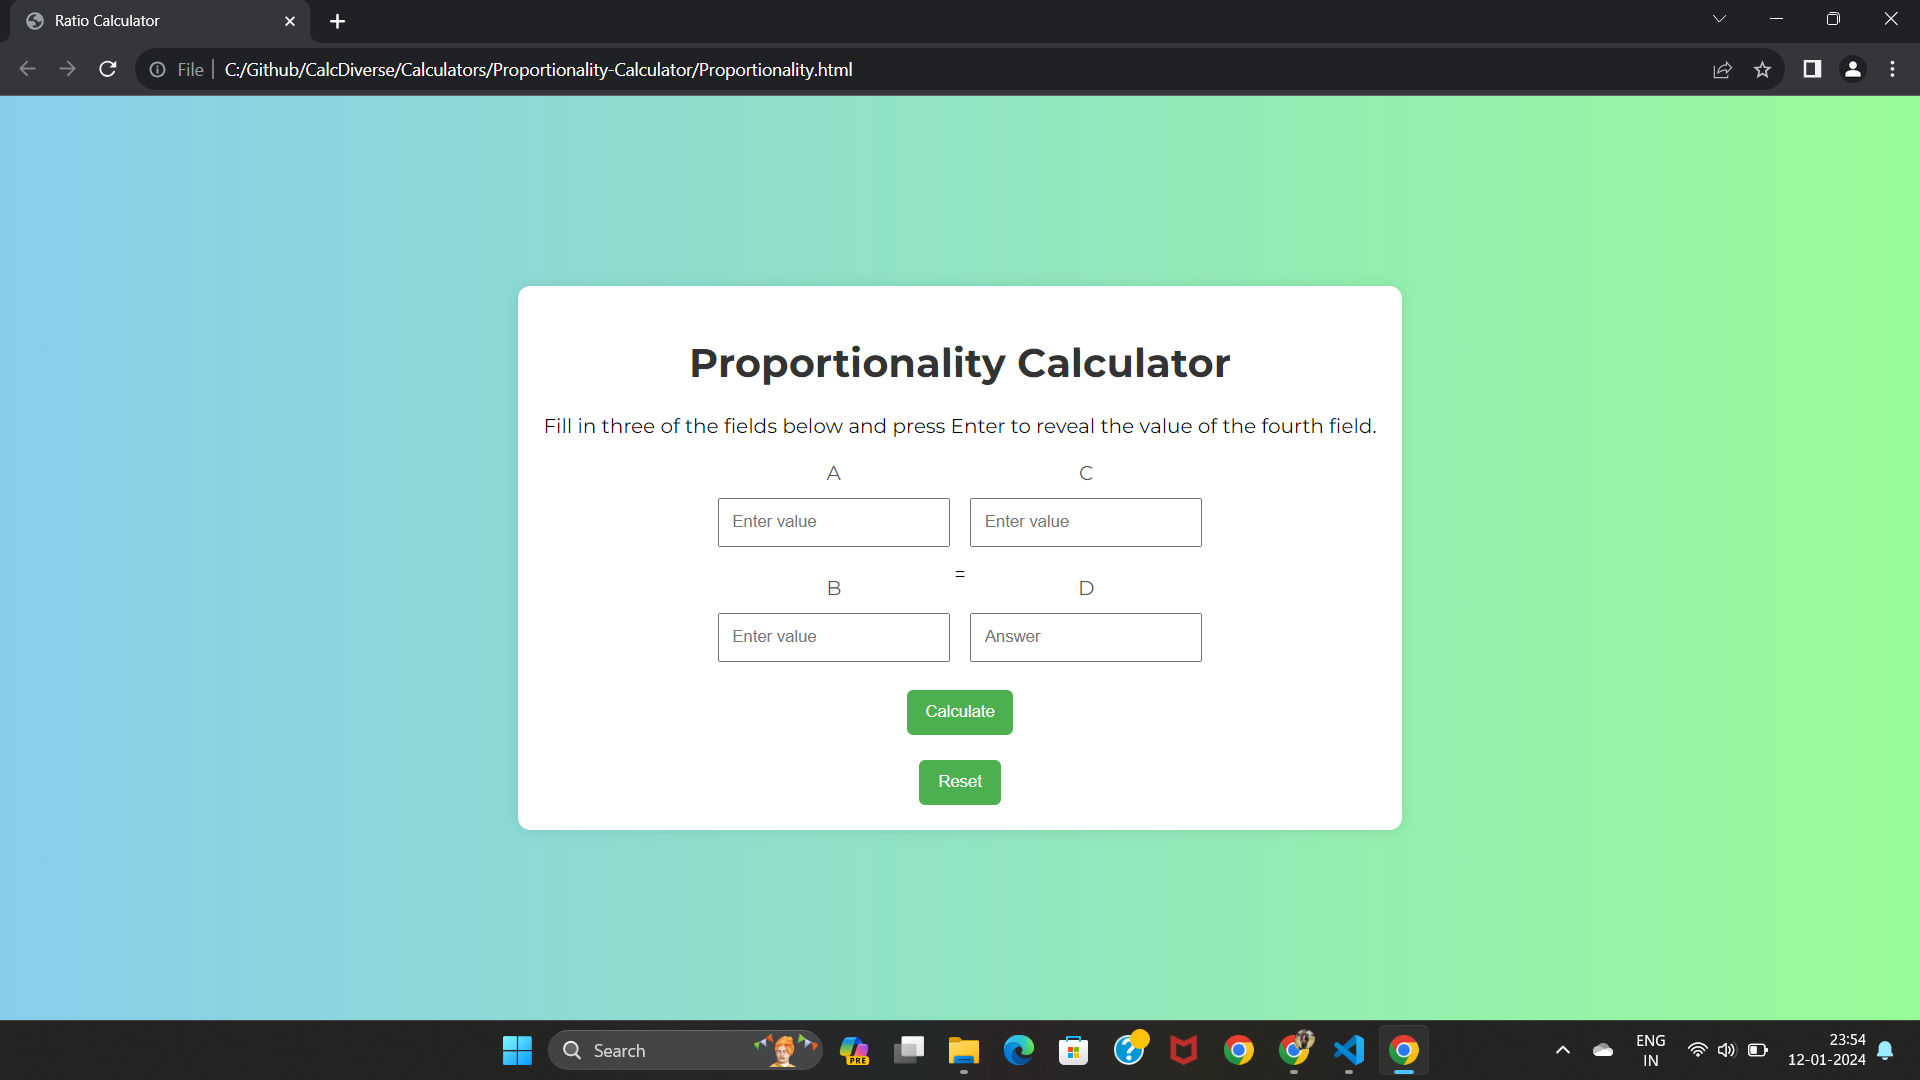 Ratio Calculator
File
C:/Github/CalcDiverse/Calculators/Proportionality-Calculator/Proportionality.html
Proportionality Calculator
Fill in three of the fields below and press Enter to reveal the value of the fourth field.
A
C
Enter value
Enter value
=
B
D
Enter value
Answer
Calculate
Reset
Search
PRE
ENG
IN
23:54
12-01-2024